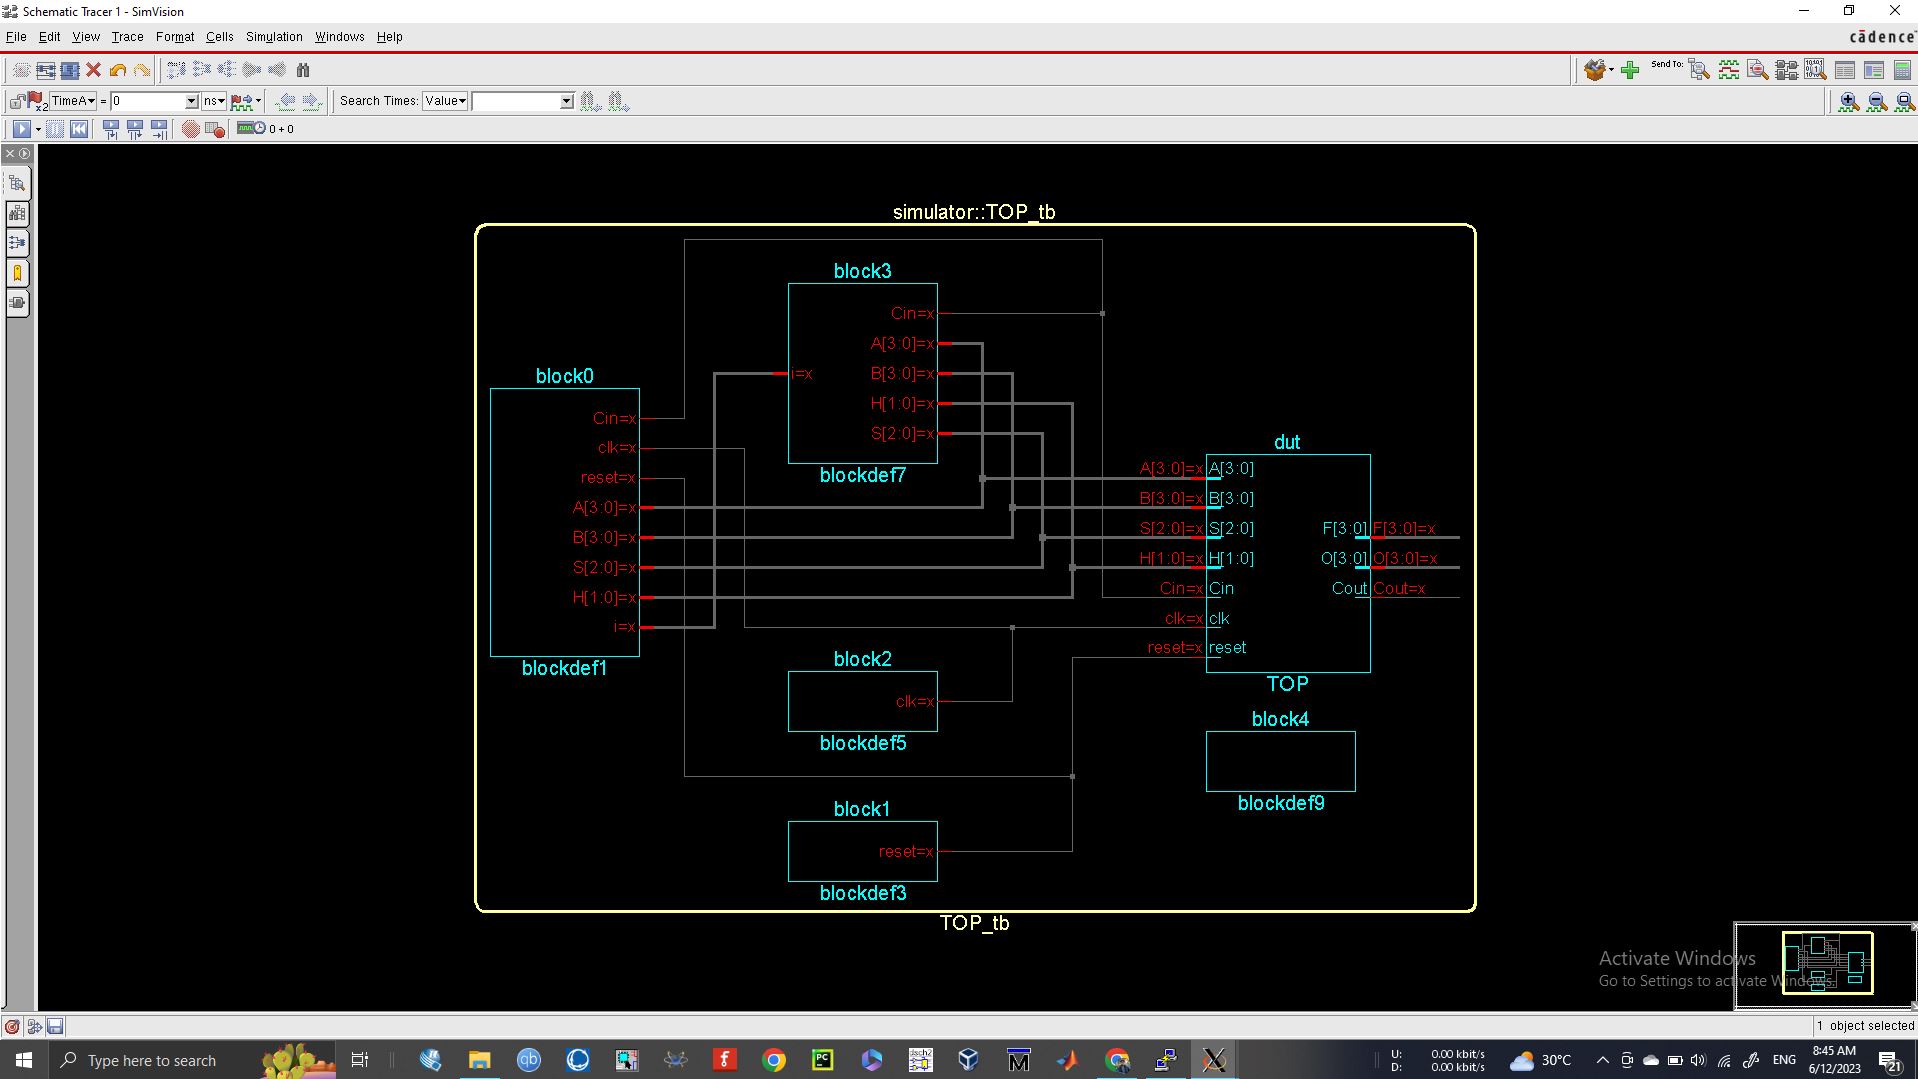 Schematic Tracer 1 - SimVision
File Edit View Trace Format Cells Simulation Windows Help
cādence
Send To:
TimeA = 0 ns
Search Times: Value
0 + 0
simulator::TOP_tb
block3
Cin=x
A[3:0]=x
i=x
B[3:0]=x
H[1:0]=x
S[2:0]=x
blockdef7
block0
Cin=x
clk=x
reset=x
A[3:0]=x
B[3:0]=x
S[2:0]=x
H[1:0]=x
i=x
blockdef1
dut
A[3:0]=x A[3:0]
B[3:0]=x B[3:0]
S[2:0]=x S[2:0] F[3:0] F[3:0]=x
H[1:0]=x H[1:0] O[3:0] O[3:0]=x
Cin=x Cin Cout Cout=x
clk=x clk
reset=x reset
TOP
block2
clk=x
blockdef5
block4
blockdef9
block1
reset=x
blockdef3
TOP_tb
Activate Windows
Go to Settings to activate Windows.
1 object selected
Type here to search
qb
PC
dsch2
U: 0.00 kbit/s
D: 0.00 kbit/s
30°C
ENG
8:45 AM
6/12/2023
21